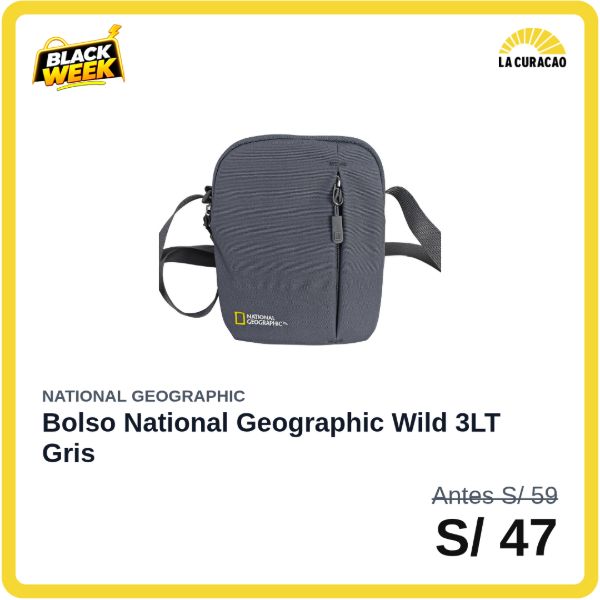 BLACK
WEEK
LA CURACAO
NATIONAL
GEOGRAPHIC
NATIONAL GEOGRAPHIC
Bolso National Geographic Wild 3LT
Gris
Antes S/ 59
S/ 47